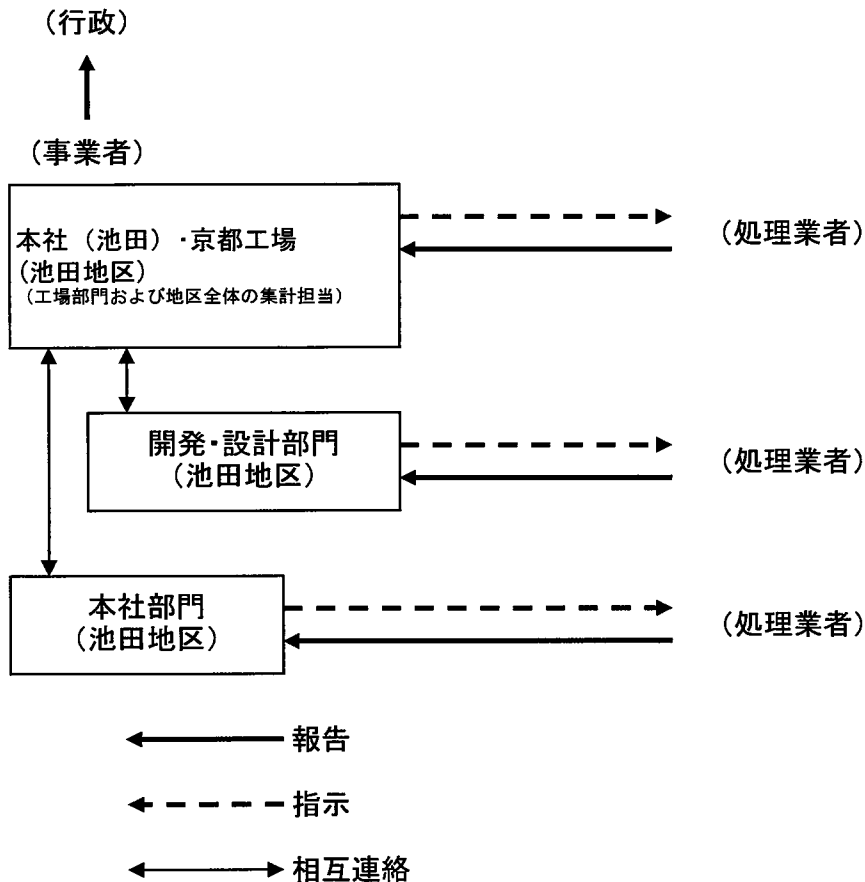 （行政）
（事業者）
本社（池田）・京都工場
（池田地区）
（工場部門および地区全体の集計担当）
（処理業者）
開発・設計部門
（池田地区）
（処理業者）
本社部門
（池田地区）
（処理業者）
報告
指示
相互連絡